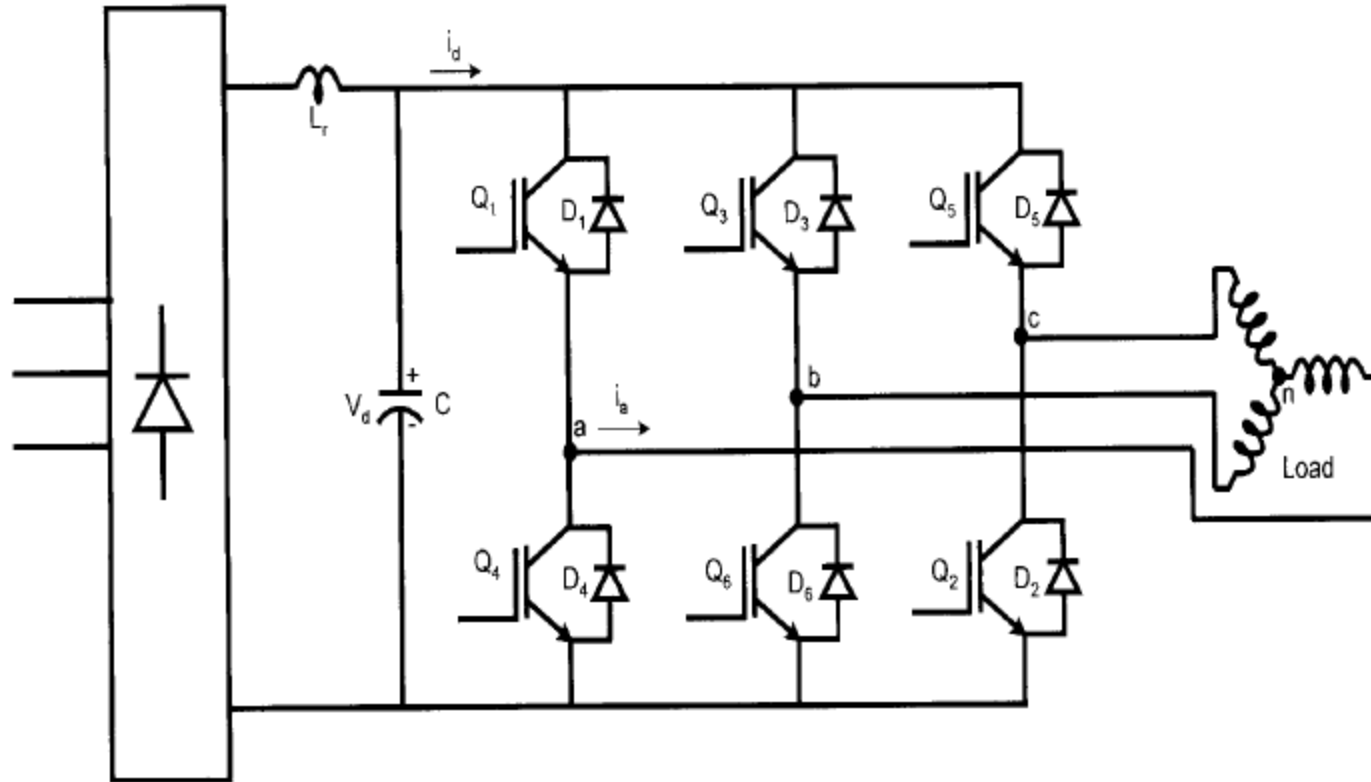 i_d
L_r
Q_1
D_1
Q_3
D_3
Q_5
D_5
c
+
V_d
C
-
b
n
a
i_a
Load
Q_4
D_4
Q_6
D_6
Q_2
D_2